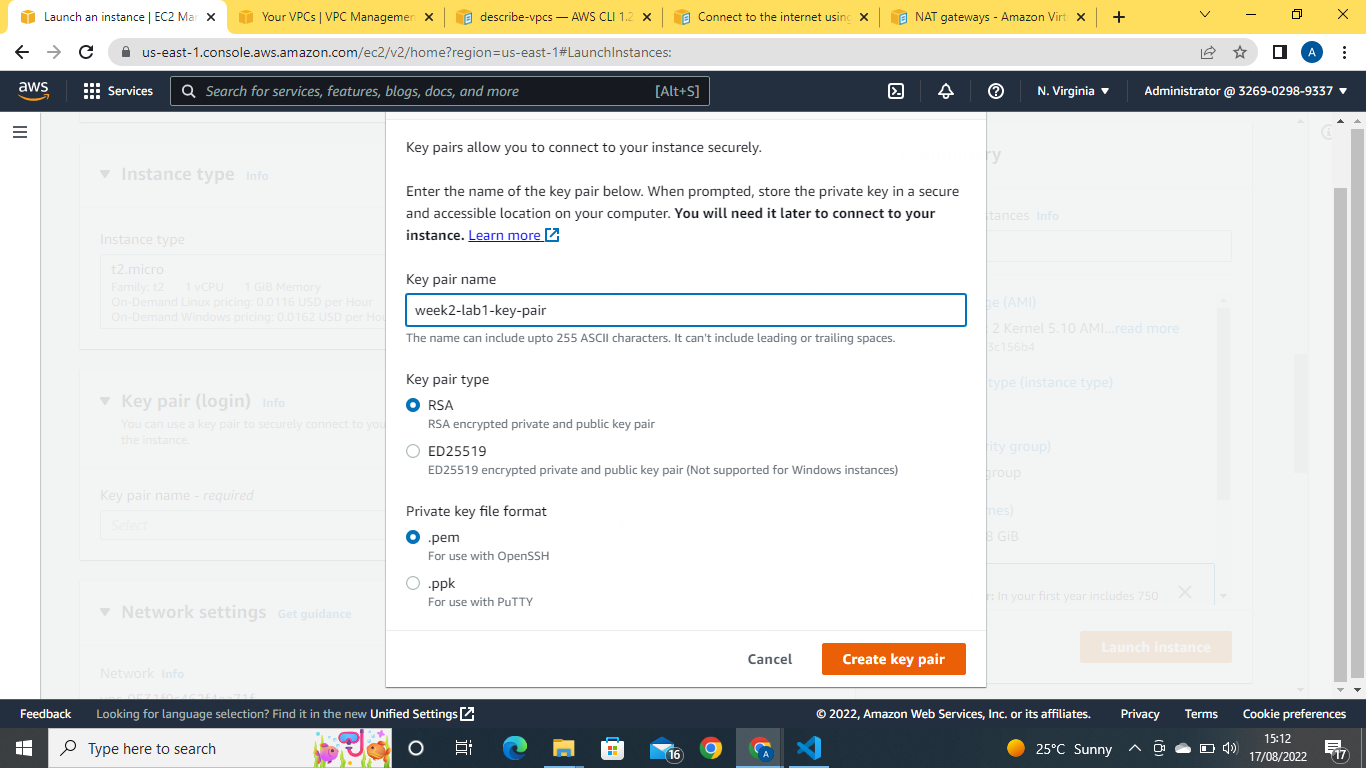 Launch an instance | EC2 Ma
Your VPCs | VPC Managemen
describe-vpcs — AWS CLI 1.2
Connect to the internet using
NAT gateways - Amazon Virt
us-east-1.console.aws.amazon.com/ec2/v2/home?region=us-east-1#LaunchInstances:
A
aws
Services
Search for services, features, blogs, docs, and more
[Alt+S]
N. Virginia
Administrator @ 3269-0298-9337
Instance type Info
Instance type
t2.micro
Family: t2 1 vCPU 1 GiB Memory
On-Demand Linux pricing: 0.0116 USD per Hour
On-Demand Windows pricing: 0.0162 USD per Hou
Key pair (login) Info
You can use a key pair to securely connect to you
the instance.
Key pair name - required
Select
Network settings Get guidance
Network Info
Key pairs allow you to connect to your instance securely.
Enter the name of the key pair below. When prompted, store the private key in a secure
and accessible location on your computer. You will need it later to connect to your
instance. Learn more
Key pair name
week2-lab1-key-pair
The name can include upto 255 ASCII characters. It can't include leading or trailing spaces.
Key pair type
RSA
RSA encrypted private and public key pair
ED25519
ED25519 encrypted private and public key pair (Not supported for Windows instances)
Private key file format
.pem
For use with OpenSSH
.ppk
For use with PuTTY
Cancel
Create key pair
ry
stances Info
ge (AMI)
2 Kernel 5.10 AMI...read more
3c156b4
type (instance type)
rity group)
group
mes)
8 GiB
r: In your first year includes 750
Launch instance
Feedback
Looking for language selection? Find it in the new Unified Settings
© 2022, Amazon Web Services, Inc. or its affiliates.
Privacy
Terms
Cookie preferences
Type here to search
16
A
25°C Sunny
15:12
17/08/2022
17